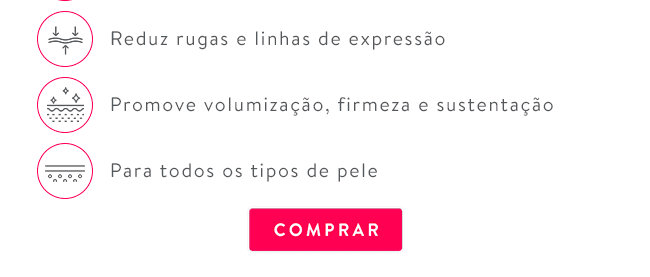 Reduz rugas e linhas de expressão
Promove volumização, firmeza e sustentação
Para todos os tipos de pele
COMPRAR